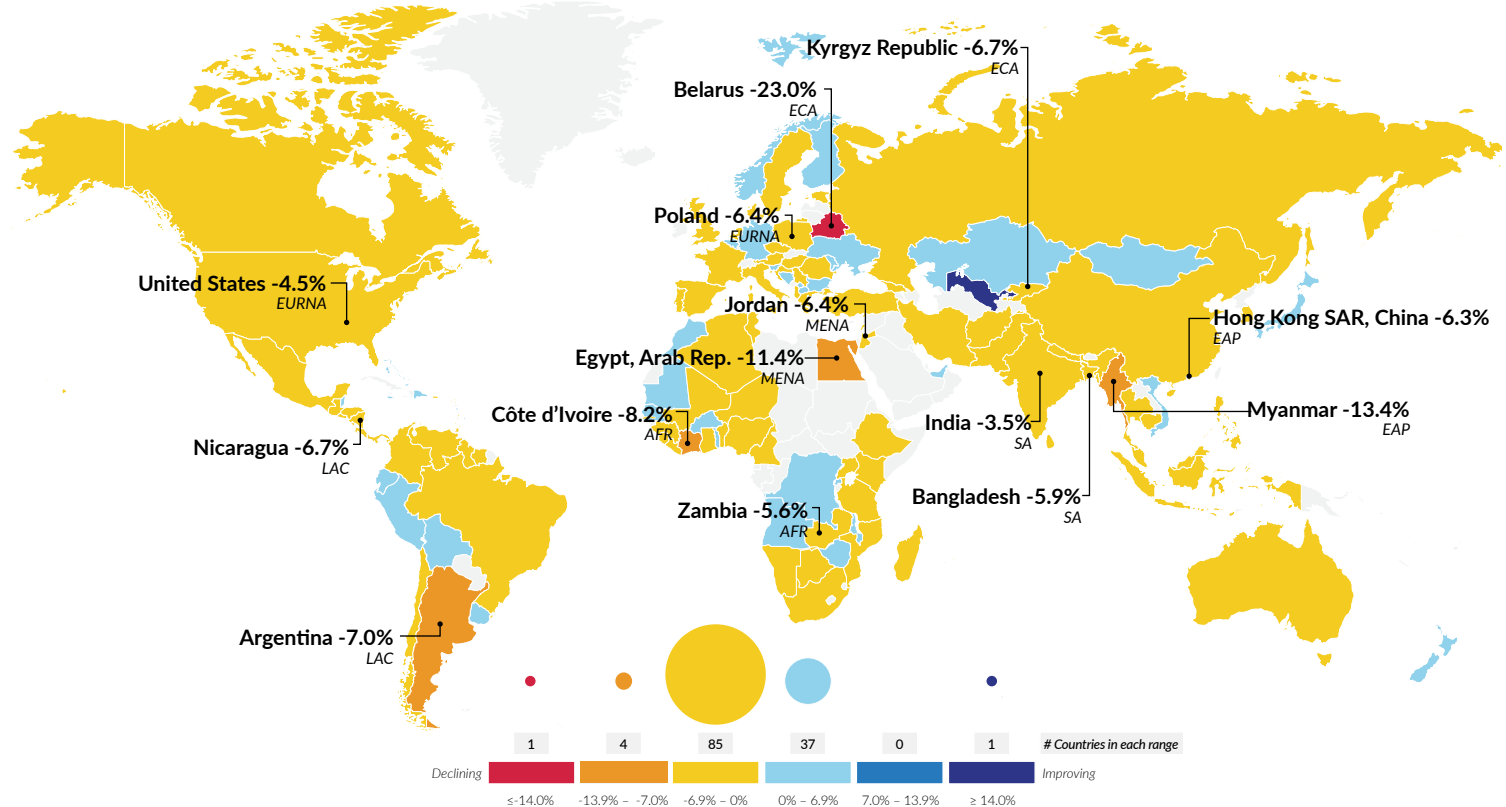 Kyrgyz Republic -6.7%
ECA
Belarus -23.0%
ECA
Poland -6.4%
EURNA
United States -4.5%
EURNA
Jordan -6.4%
MENA
Hong Kong SAR, China -6.3%
EAP
Egypt, Arab Rep. -11.4%
MENA
Côte d’Ivoire -8.2%
AFR
India -3.5%
SA
Myanmar -13.4%
EAP
Nicaragua -6.7%
LAC
Bangladesh -5.9%
SA
Zambia -5.6%
AFR
Argentina -7.0%
LAC
1 4 85 37 0 1 # Countries in each range
Declining Improving
≤-14.0% -13.9% – -7.0% -6.9% – 0% 0% – 6.9% 7.0% – 13.9% ≥ 14.0%